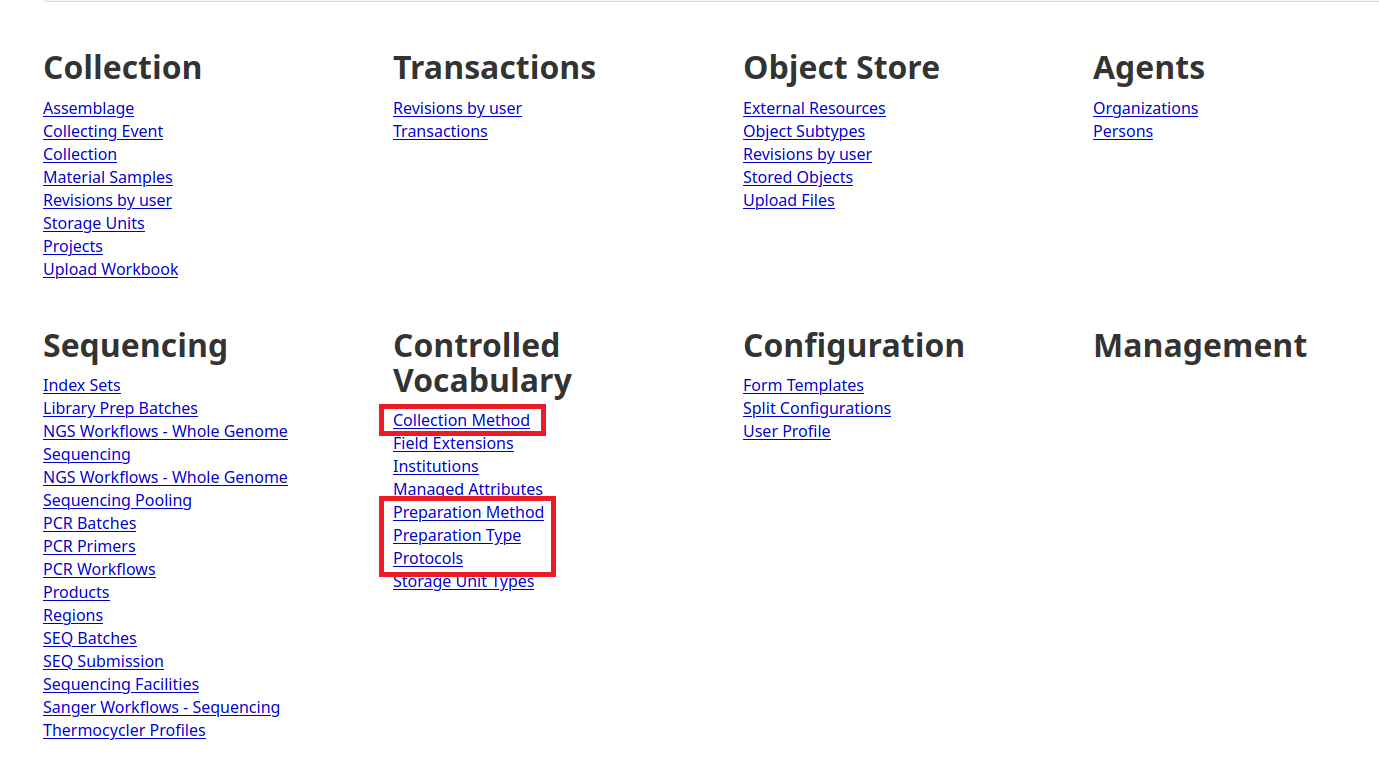 Collection
Assemblage
Collecting Event
Collection
Material Samples
Revisions by user
Storage Units
Projects
Upload Workbook
Transactions
Revisions by user
Transactions
Object Store
External Resources
Object Subtypes
Revisions by user
Stored Objects
Upload Files
Agents
Organizations
Persons
Sequencing
Index Sets
Library Prep Batches
NGS Workflows - Whole Genome
Sequencing
NGS Workflows - Whole Genome
Sequencing Pooling
PCR Batches
PCR Primers
PCR Workflows
Products
Regions
SEQ Batches
SEQ Submission
Sequencing Facilities
Sanger Workflows - Sequencing
Thermocycler Profiles
Controlled
Vocabulary
Collection Method
Field Extensions
Institutions
Managed Attributes
Preparation Method
Preparation Type
Protocols
Storage Unit Types
Configuration
Form Templates
Split Configurations
User Profile
Management